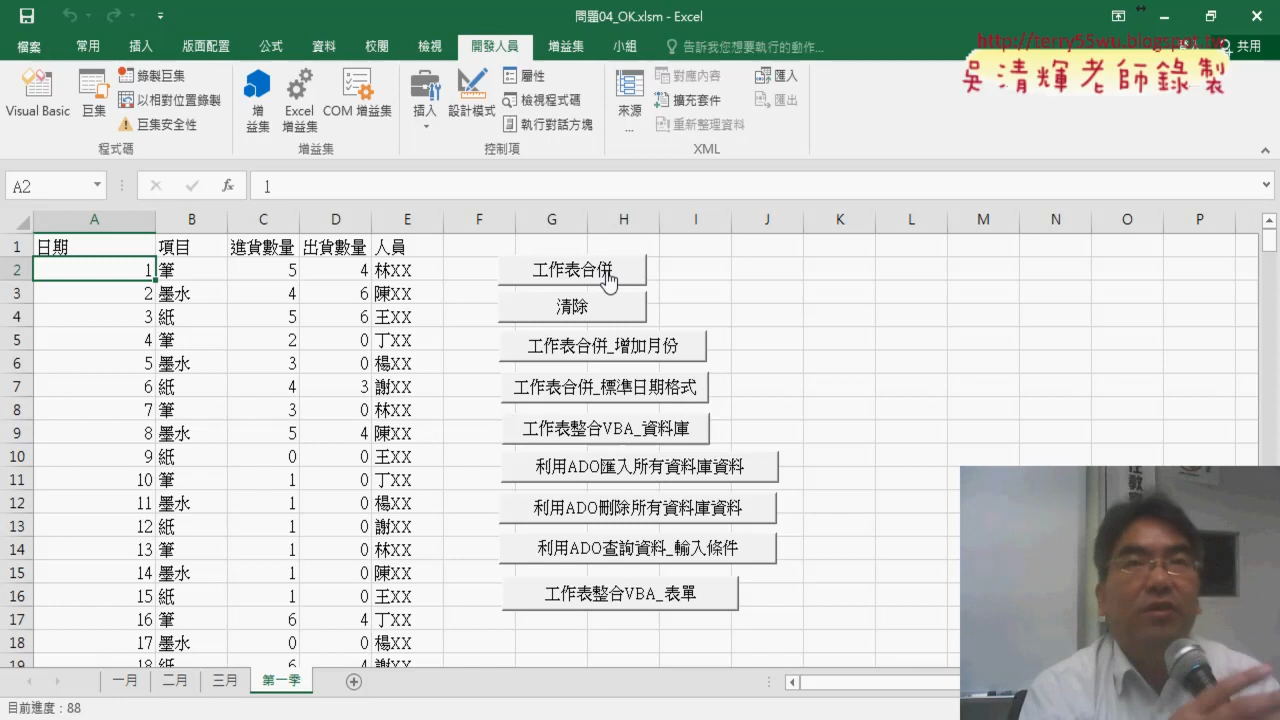 問題04_OK.xlsm - Excel
檔案 常用 插入 版面配置 公式 資料 校閱 檢視 開發人員 增益集 小組 告訴我您想要執行的動作... 共用
http://terry55wu.blogspot.tw
吳清輝老師錄製
Visual Basic 巨集 錄製巨集 以相對位置錄製 巨集安全性
增益集 Excel 增益集 COM 增益集
插入 設計模式 屬性 檢視程式碼 執行對話方塊
來源 ... 對應內容 擴充套件 重新整理資料 匯入 匯出
程式碼 增益集 控制項 XML
A2 fx 1
A B C D E F G H I J K L M N O P
1 日期 項目 進貨數量 出貨數量 人員
2 1 筆 5 4 林XX
3 2 墨水 4 6 陳XX
4 3 紙 5 6 王XX
5 4 筆 2 0 丁XX
6 5 墨水 3 0 楊XX
7 6 紙 4 3 謝XX
8 7 筆 3 0 林XX
9 8 墨水 5 4 陳XX
10 9 紙 0 0 王XX
11 10 筆 1 0 丁XX
12 11 墨水 1 0 楊XX
13 12 紙 1 0 謝XX
14 13 筆 1 0 林XX
15 14 墨水 1 0 陳XX
16 15 紙 1 0 王XX
17 16 筆 6 4 丁XX
18 17 墨水 0 0 楊XX
19 18 紙 6 4 謝XX
工作表合併
清除
工作表合併_增加月份
工作表合併_標準日期格式
工作表整合VBA_資料庫
利用ADO匯入所有資料庫資料
利用ADO刪除所有資料庫資料
利用ADO查詢資料_輸入條件
工作表整合VBA_表單
一月 二月 三月 第一季
目前進度：88